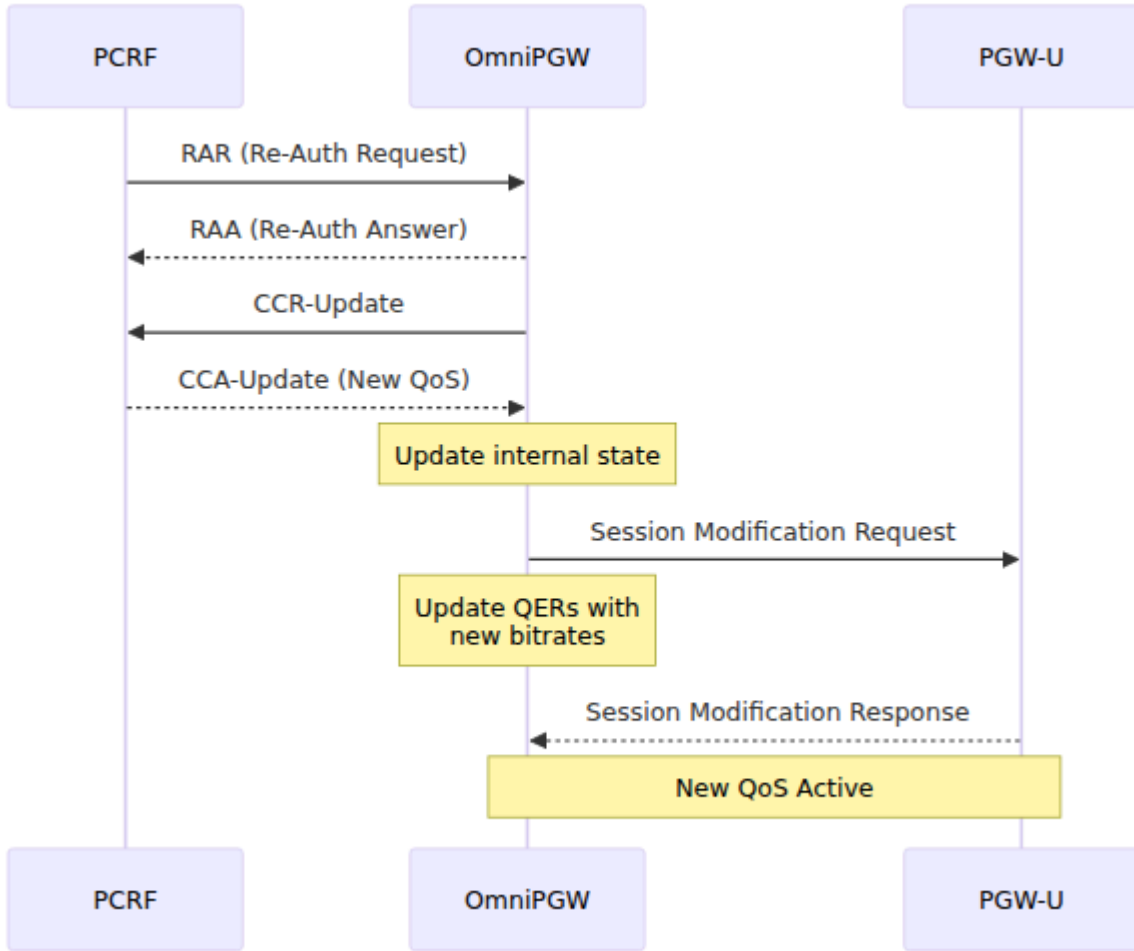 PCRF
OmniPGW
PGW-U
RAR (Re-Auth Request)
RAA (Re-Auth Answer)
CCR-Update
CCA-Update (New QoS)
Update internal state
Session Modification Request
Update QERs with
new bitrates
Session Modification Response
New QoS Active
PCRF
OmniPGW
PGW-U